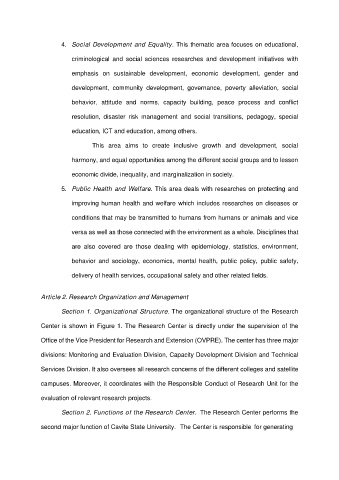 4. Social Development and Equality. This thematic area focuses on educational,
criminological and social sciences researches and development initiatives with
emphasis on sustainable development, economic development, gender and
development, community development, governance, poverty alleviation, social
behavior, attitude and norms, capacity building, peace process and conflict
resolution, disaster risk management and social transitions, pedagogy, special
education, ICT and education, among others.
This area aims to create inclusive growth and development, social
harmony, and equal opportunities among the different social groups and to lessen
economic divide, inequality, and marginalization in society.
5. Public Health and Welfare. This area deals with researches on protecting and
improving human health and welfare which includes researches on diseases or
conditions that may be transmitted to humans from humans or animals and vice
versa as well as those connected with the environment as a whole. Disciplines that
are also covered are those dealing with epidemiology, statistics, environment,
behavior and sociology, economics, mental health, public policy, public safety,
delivery of health services, occupational safety and other related fields.
Article 2. Research Organization and Management
Section 1. Organizational Structure. The organizational structure of the Research
Center is shown in Figure 1. The Research Center is directly under the supervision of the
Office of the Vice President for Research and Extension (OVPRE). The center has three major
divisions: Monitoring and Evaluation Division, Capacity Development Division and Technical
Services Division. It also oversees all research concerns of the different colleges and satellite
campuses. Moreover, it coordinates with the Responsible Conduct of Research Unit for the
evaluation of relevant research projects.
Section 2. Functions of the Research Center. The Research Center performs the
second major function of Cavite State University. The Center is responsible for generating